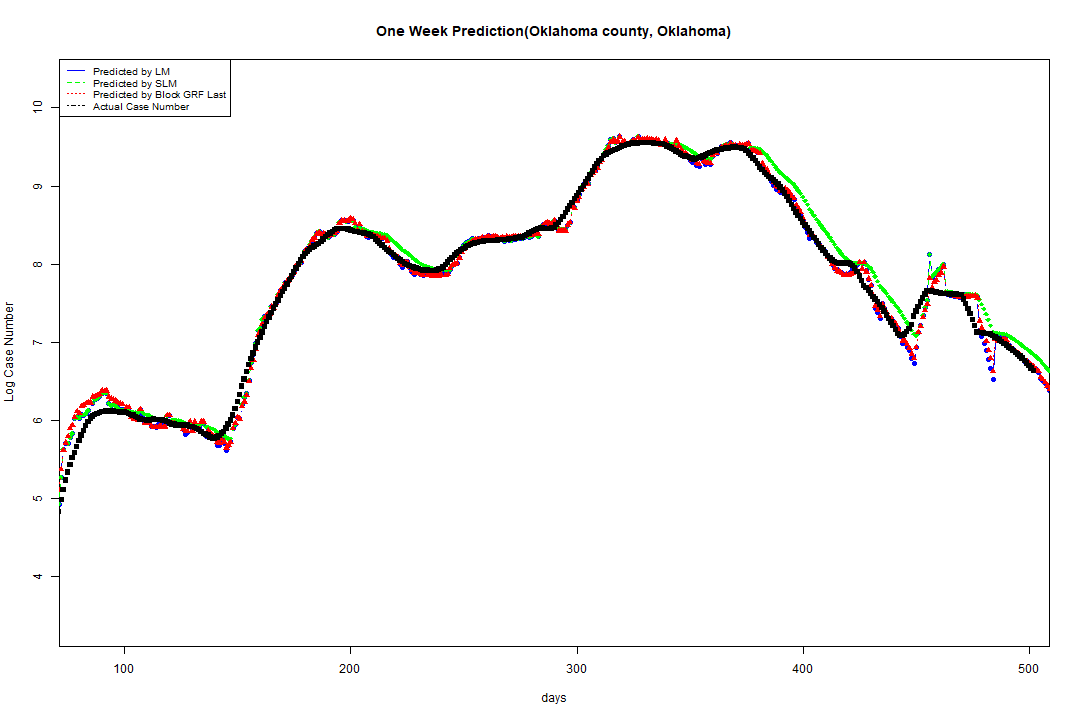 One Week Prediction(Oklahoma county, Oklahoma)
Predicted by LM
Predicted by SLM
Predicted by Block GRF Last
Actual Case Number
Log Case Number
10
9
8
7
6
5
4
100 200 300 400 500
days